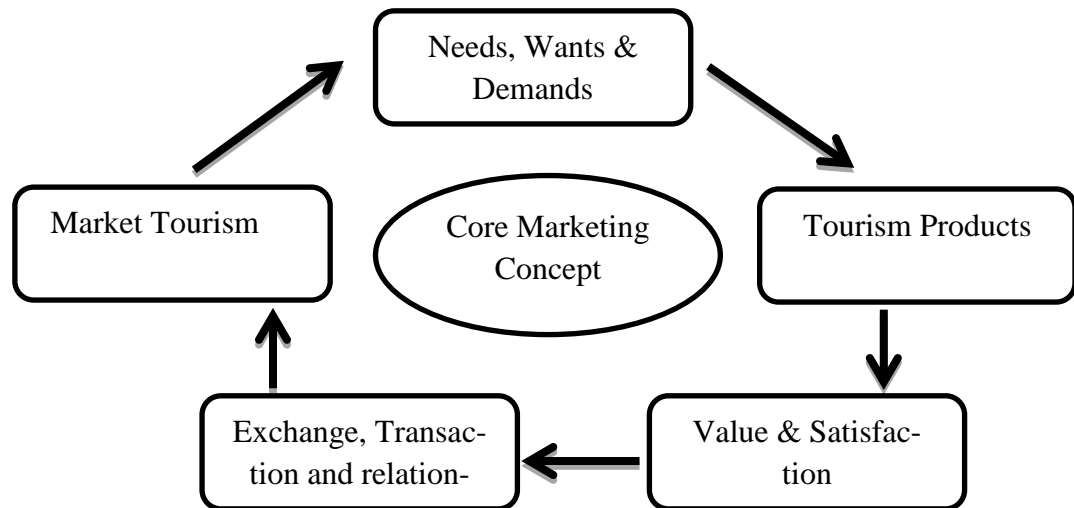 Needs, Wants &
Demands
Market Tourism
Core Marketing
Concept
Tourism Products
Exchange, Transac-
tion and relation-
Value & Satisfac-
tion